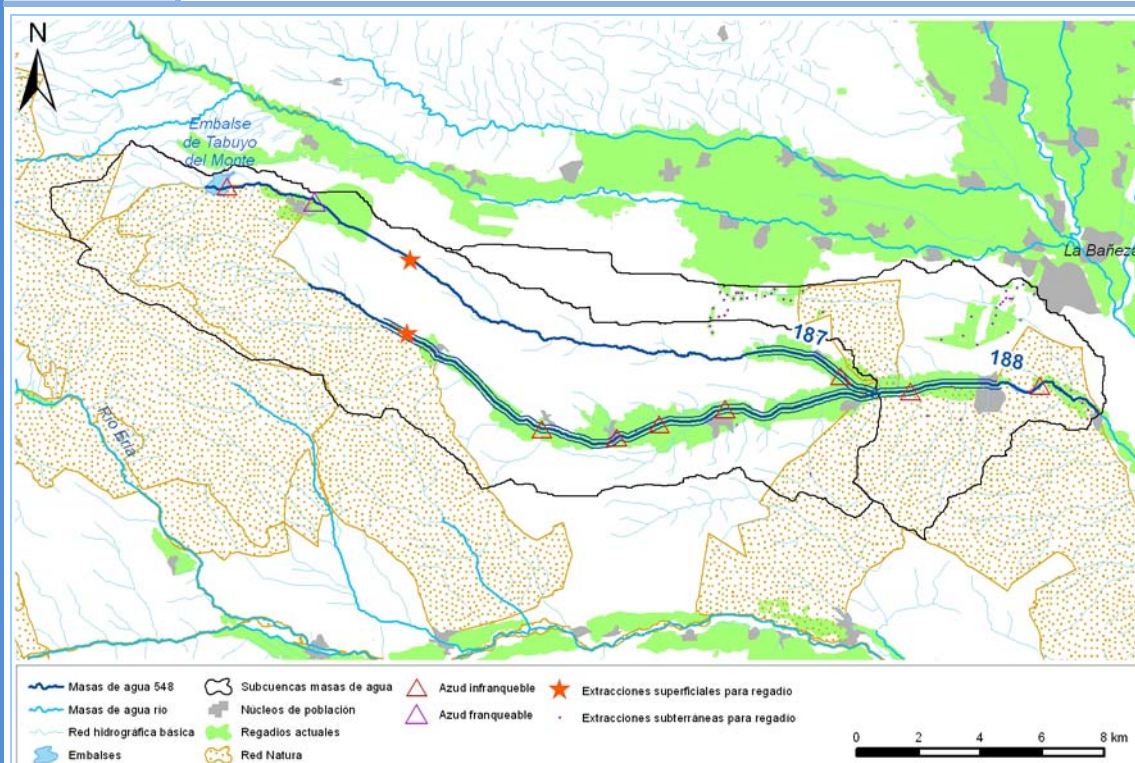 N
Embalse
de Tabuyo
del Monte
La Bañeza
187
188
Río Eria
Masas de agua 548
Masas de agua río
Red hidrográfica básica
Embalses
Subcuencas masas de agua
Núcleos de población
Regadíos actuales
Red Natura
Azud infranqueable
Azud franqueable
Extracciones superficiales para regadío
Extracciones subterráneas para regadío
0 2 4 6 8 km